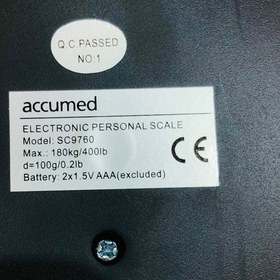 Q.C PASSED
NO.1
accumed
ELECTRONIC PERSONAL SCALE
Model: SC9760
Max.: 180kg/400lb
d=100g/0.2lb
Battery: 2x1.5V AAA(excluded)
CE